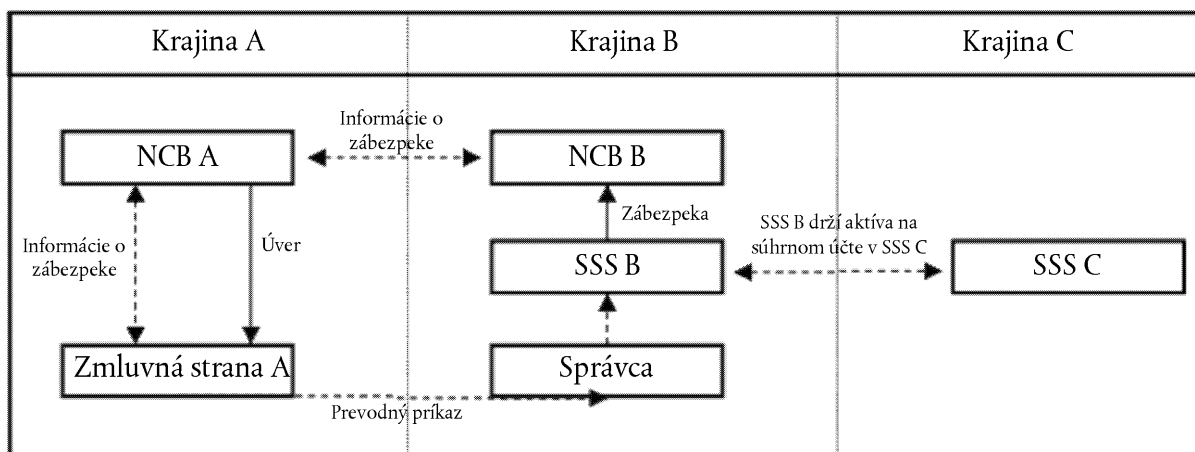 Krajina A
Krajina B
Krajina C
Informácie o
zábezpeke
NCB A
NCB B
Zábezpeka
Informácie o
zábezpeke
Úver
SSS B drží aktíva na
súhrnom účte v SSS C
SSS B
SSS C
Zmluvná strana A
Správca
Prevodný príkaz